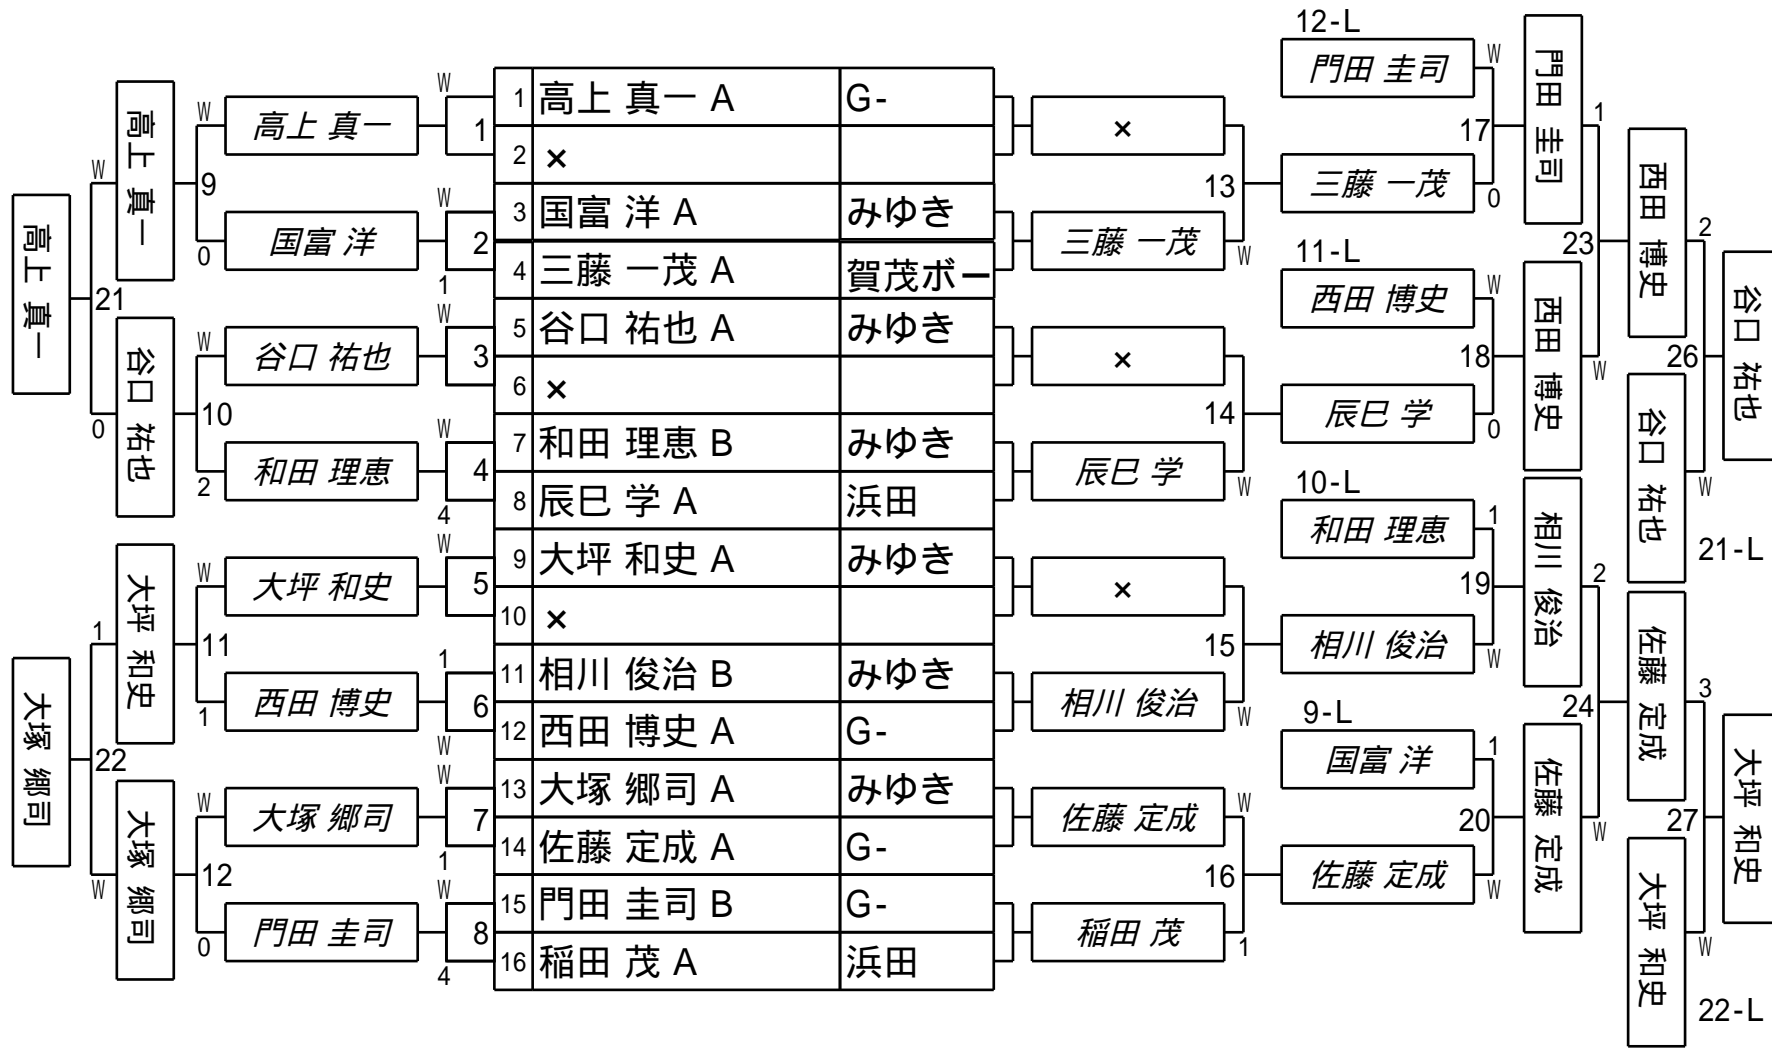 12-L
高上 真一
W
0
21
高上 真一
W
0
9
谷口 祐也
W
2
10
大塚 郷司
1
W
22
大坪 和史
W
1
11
大塚 郷司
W
0
12
高上 真一
W
1
国富 洋
W
1
2
谷口 祐也
W
3
和田 理恵
W
4
4
大坪 和史
W
5
西田 博史
1
W
6
大塚 郷司
W
1
7
門田 圭司
W
4
8
1 高上 真一 A G-
2 ×
3 国富 洋 A みゆき
4 三藤 一茂 A 賀茂ボー
5 谷口 祐也 A みゆき
6 ×
7 和田 理恵 B みゆき
8 辰巳 学 A 浜田
9 大坪 和史 A みゆき
10 ×
11 相川 俊治 B みゆき
12 西田 博史 A G-
13 大塚 郷司 A みゆき
14 佐藤 定成 A G-
15 門田 圭司 B G-
16 稲田 茂 A 浜田
×
三藤 一茂
W
13
×
辰巳 学
W
14
×
相川 俊治
W
15
佐藤 定成
W
稲田 茂
1
16
門田 圭司
W
17
三藤 一茂
0
11-L
西田 博史
W
18
辰巳 学
0
10-L
和田 理恵
1
19
相川 俊治
W
9-L
国富 洋
1
20
佐藤 定成
W
門田 圭司
1
23
西田 博史
W
相川 俊治
2
24
佐藤 定成
W
西田 博史
2
26
谷口 祐也
W
21-L
佐藤 定成
3
27
大坪 和史
W
22-L
谷口 祐也
大坪 和史